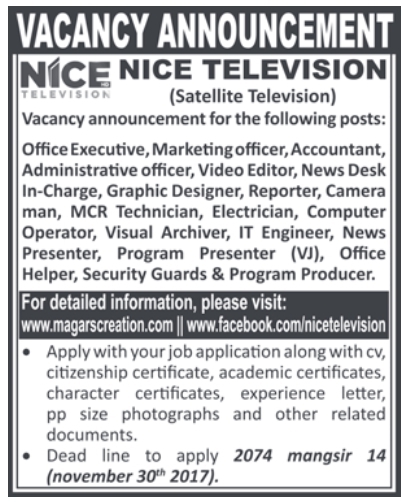 VACANCY ANNOUNCEMENT
NICE HD TELEVISION
NICE TELEVISION
(Satellite Television)
Vacancy announcement for the following posts:
Office Executive, Marketing officer, Accountant,
Administrative officer, Video Editor, News Desk
In-Charge, Graphic Designer, Reporter, Camera
man, MCR Technician, Electrician, Computer
Operator, Visual Archiver, IT Engineer, News
Presenter, Program Presenter (VJ), Office
Helper, Security Guards & Program Producer.
For detailed information, please visit:
www.magarscreation.com || www.facebook.com/nicetelevision
• Apply with your job application along with cv,
citizenship certificate, academic certificates,
character certificates, experience letter,
pp size photographs and other related
documents.
• Dead line to apply 2074 mangsir 14
(november 30th 2017).